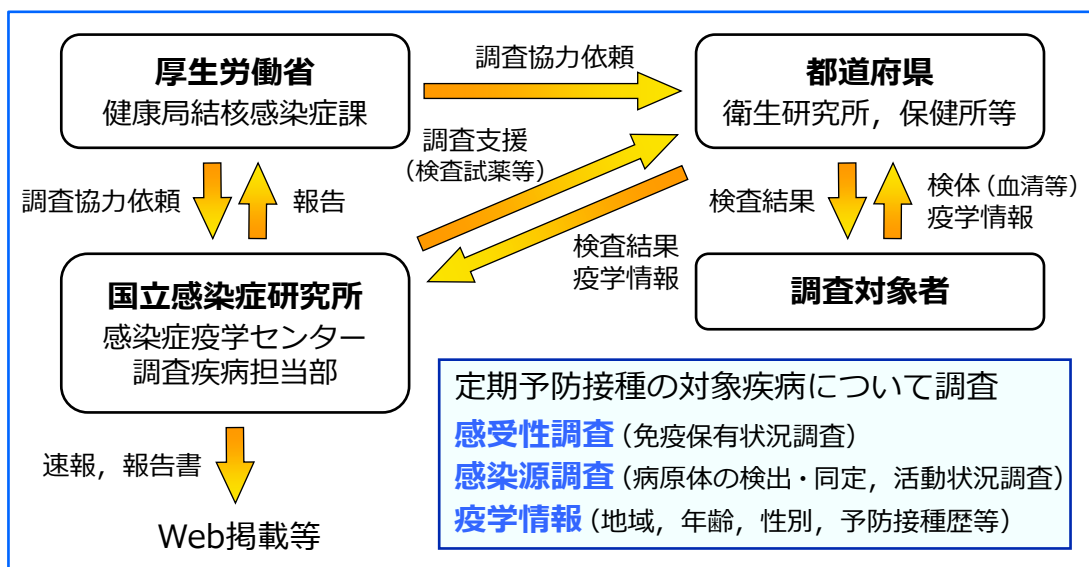 厚生労働省
健康局結核感染症課
調査協力依頼
都道府県
衛生研究所，保健所等
調査支援
（検査試薬等）
調査協力依頼
報告
検査結果
疫学情報
検査結果
検体（血清等）
疫学情報
国立感染症研究所
感染症疫学センター
調査疾病担当部
調査対象者
速報，報告書
Web掲載等
定期予防接種の対象疾病について調査
感受性調査（免疫保有状況調査）
感染源調査（病原体の検出・同定，活動状況調査）
疫学情報（地域，年齢，性別，予防接種歴等）